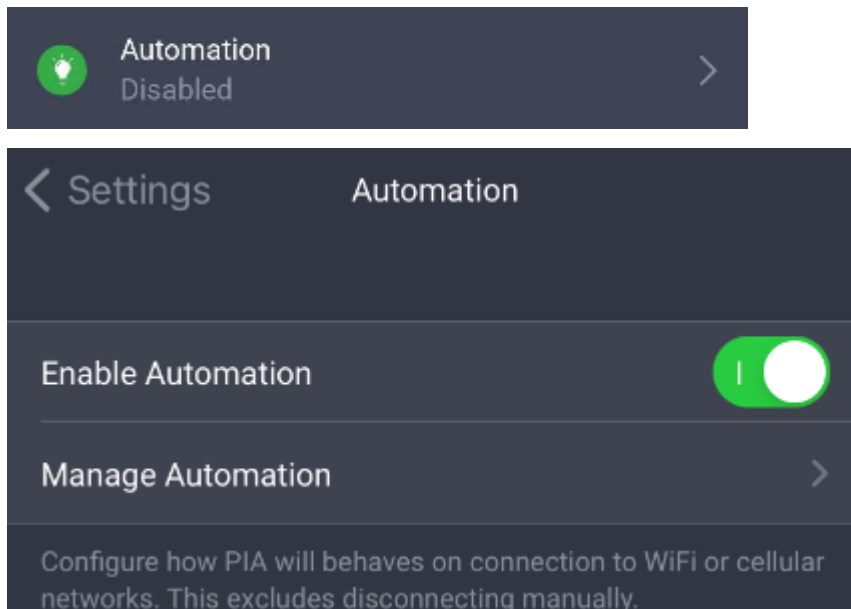 Automation
Disabled
Settings
Automation
Enable Automation
Manage Automation
Configure how PIA will behaves on connection to WiFi or cellular
networks. This excludes disconnecting manually.